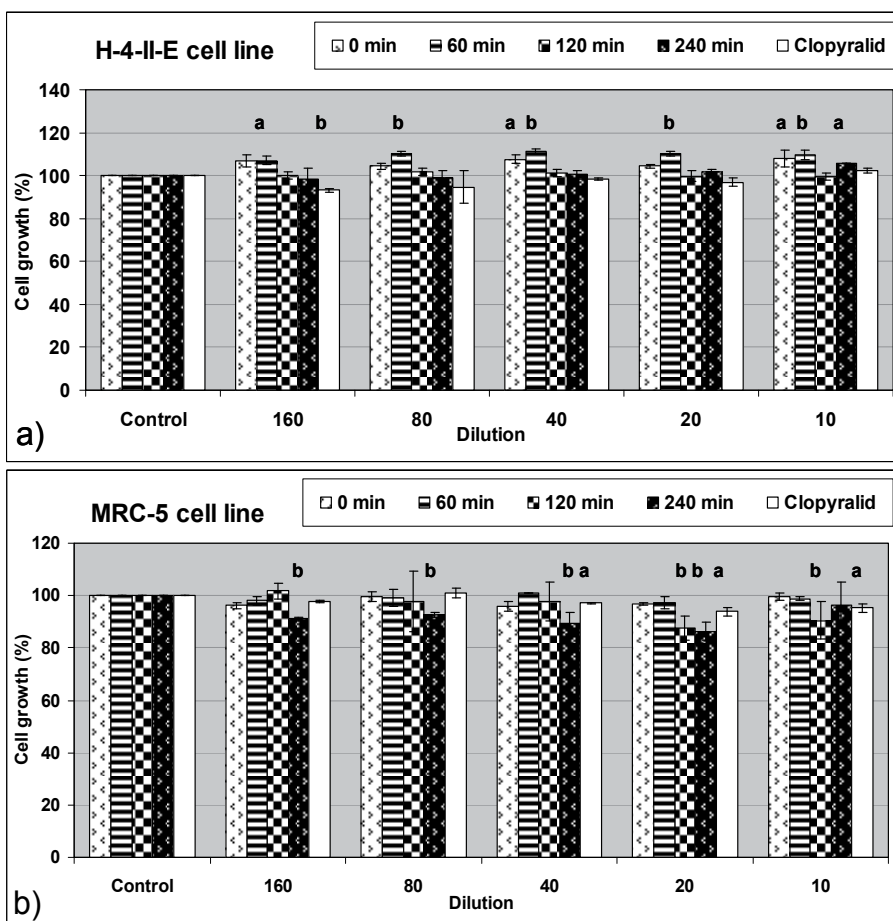 H-4-II-E cell line
0 min 60 min 120 min 240 min Clopyralid
140
120
100
80
60
40
20
0
Cell growth (%)
a b b a b b a b a
Control 160 80 40 20 10
Dilution
a)
MRC-5 cell line
0 min 60 min 120 min 240 min Clopyralid
120
100
80
60
40
20
0
Cell growth (%)
b b b a b b a b a
Control 160 80 40 20 10
Dilution
b)